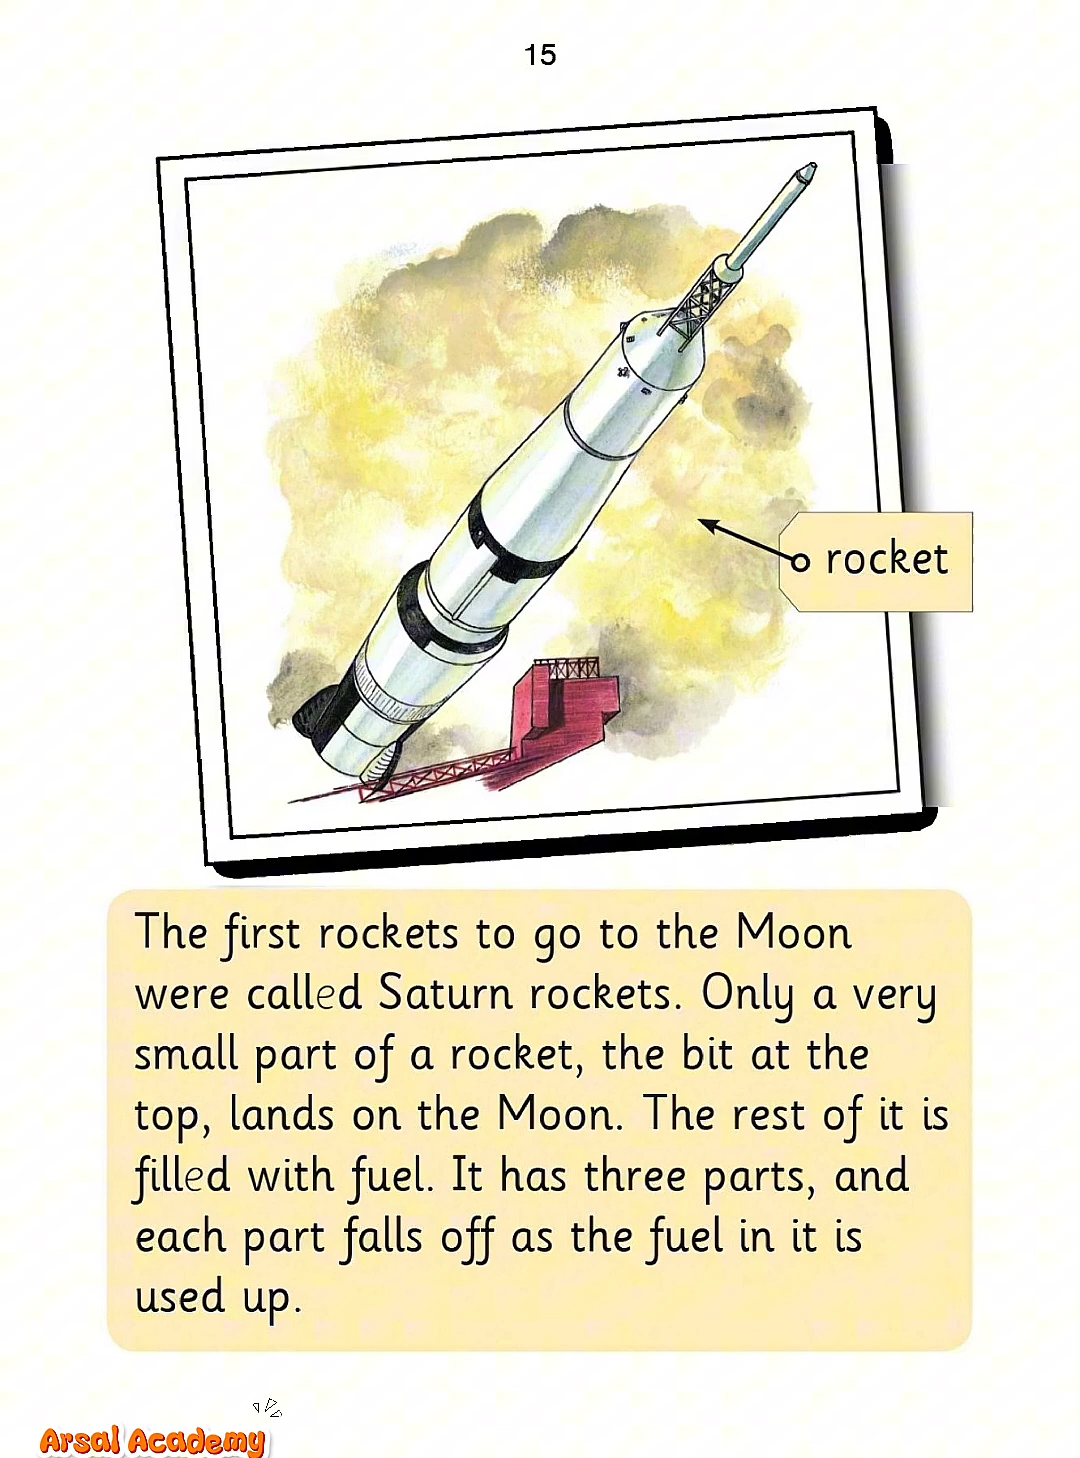 15
rocket
The first rockets to go to the Moon
were called Saturn rockets. Only a very
small part of a rocket, the bit at the
top, lands on the Moon. The rest of it is
filled with fuel. It has three parts, and
each part falls off as the fuel in it is
used up.
Arsal Academy